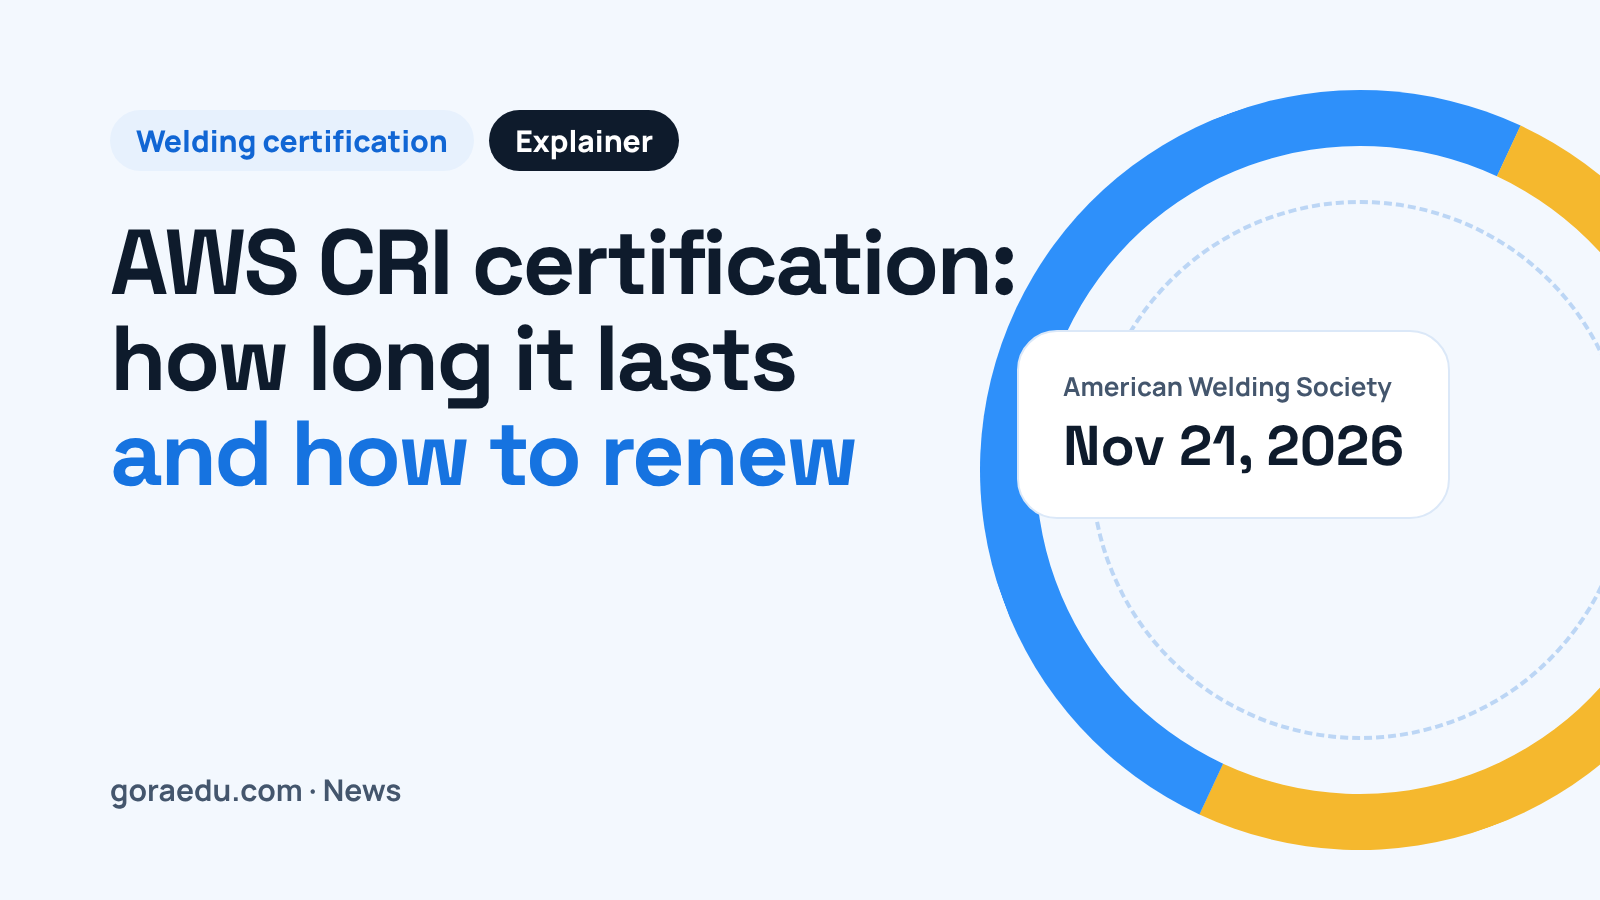 Welding certification
Explainer
AWS CRI certification:
how long it lasts
and how to renew
American Welding Society
Nov 21, 2026
goraedu.com · News